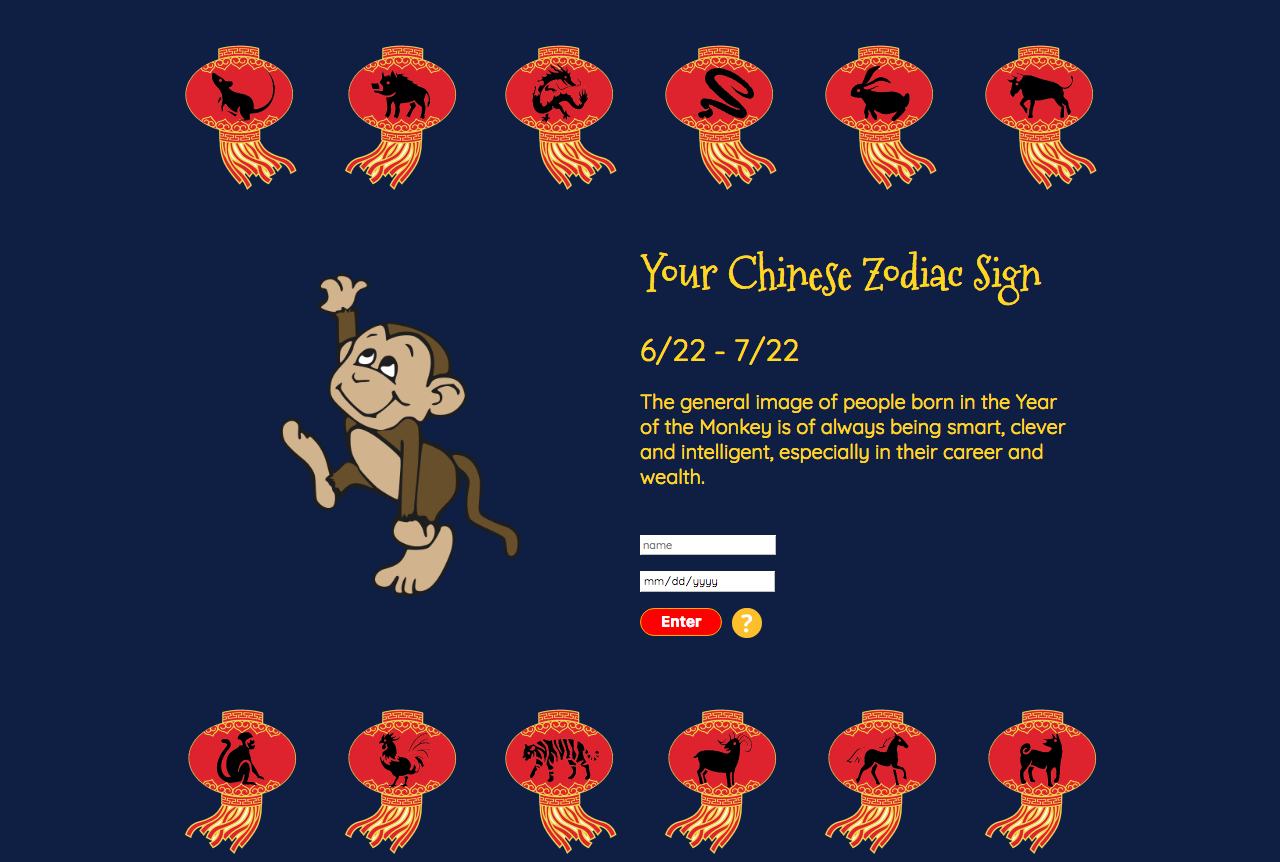 Your Chinese Zodiac Sign
6/22 - 7/22
The general image of people born in the Year
of the Monkey is of always being smart, clever
and intelligent, especially in their career and
wealth.
name
mm/dd/yyyy
Enter ?